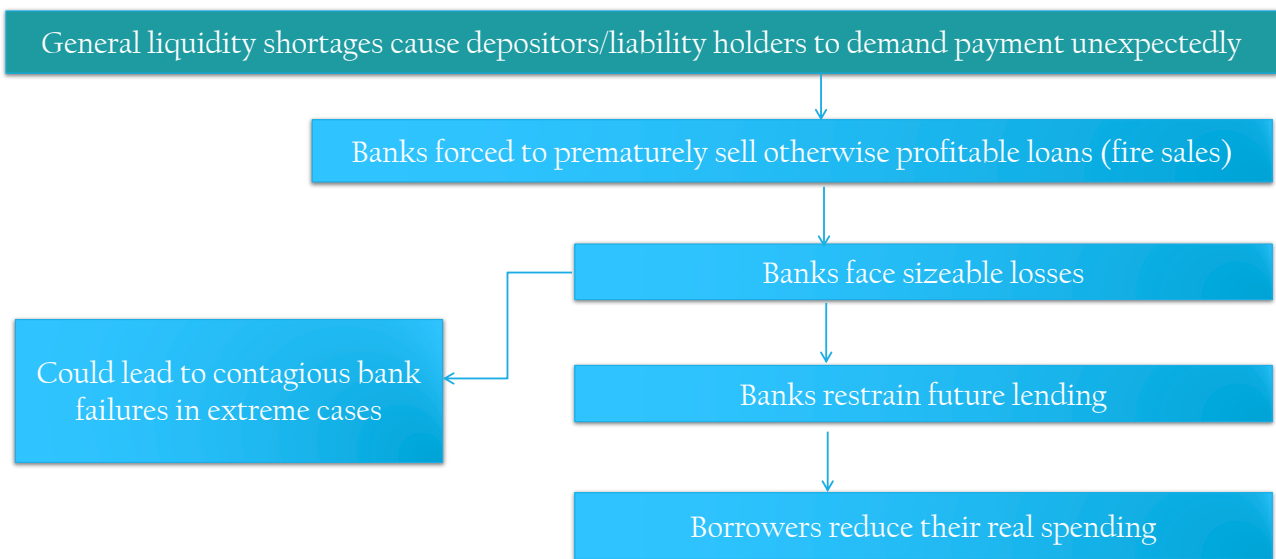 General liquidity shortages cause depositors/liability holders to demand payment unexpectedly
Banks forced to prematurely sell otherwise profitable loans (fire sales)
Banks face sizeable losses
Could lead to contagious bank
failures in extreme cases
Banks restrain future lending
Borrowers reduce their real spending